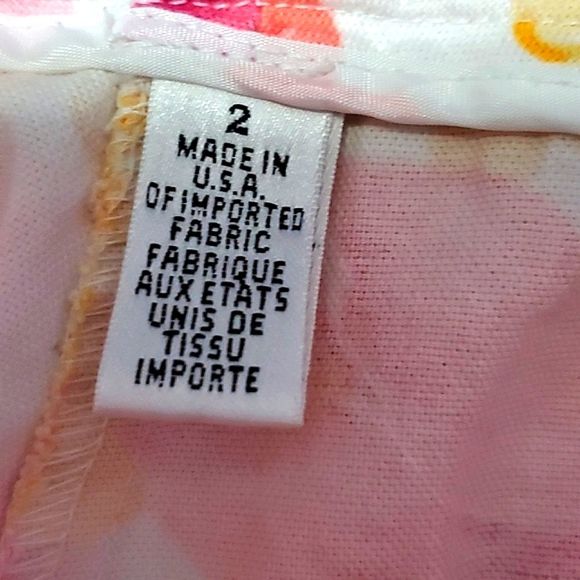 2
MADE IN
U.S.A.
OF IMPORTED
FABRIC
FABRIQUE
AUX ETATS
UNIS DE
TISSU
IMPORTE